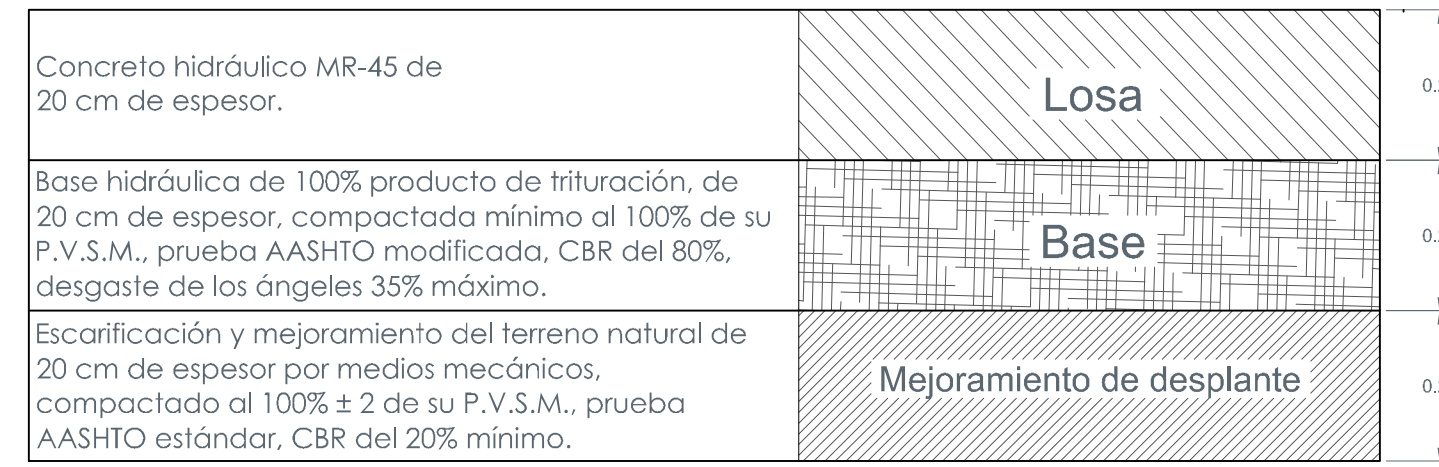 Concreto hidráulico MR-45 de
20 cm de espesor.
Losa
Base hidráulica de 100% producto de trituración, de
20 cm de espesor, compactada mínimo al 100% de su
P.V.S.M., prueba AASHTO modificada, CBR del 80%,
desgaste de los ángeles 35% máximo.
Base
Escarificación y mejoramiento del terreno natural de
20 cm de espesor por medios mecánicos,
compactado al 100% ± 2 de su P.V.S.M., prueba
AASHTO estándar, CBR del 20% mínimo.
Mejoramiento de desplante